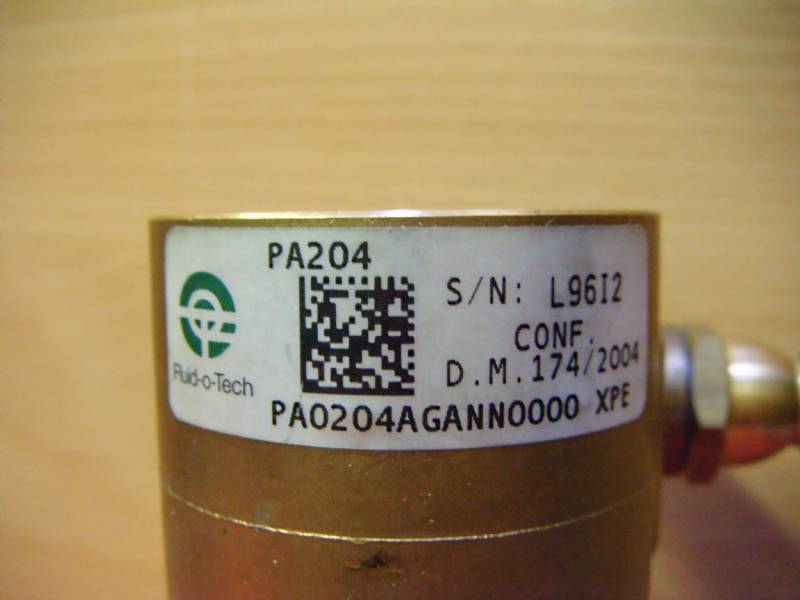 PA204
S/N: L96I2
CONF.
D.M.174/2004
Fluid-o-Tech
PA0204AGANN0000 XPE